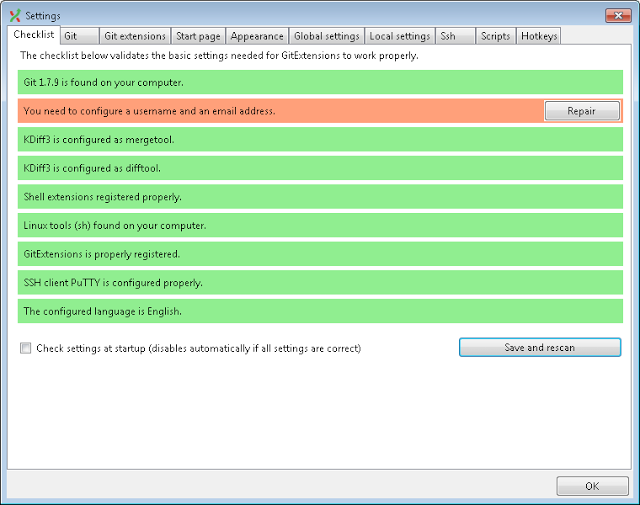 Settings
Checklist Git Git extensions Start page Appearance Global settings Local settings Ssh Scripts Hotkeys
The checklist below validates the basic settings needed for GitExtensions to work properly.
Git 1.7.9 is found on your computer.
You need to configure a username and an email address. Repair
KDiff3 is configured as mergetool.
KDiff3 is configured as difftool.
Shell extensions registered properly.
Linux tools (sh) found on your computer.
GitExtensions is properly registered.
SSH client PuTTY is configured properly.
The configured language is English.
Check settings at startup (disables automatically if all settings are correct) Save and rescan
OK